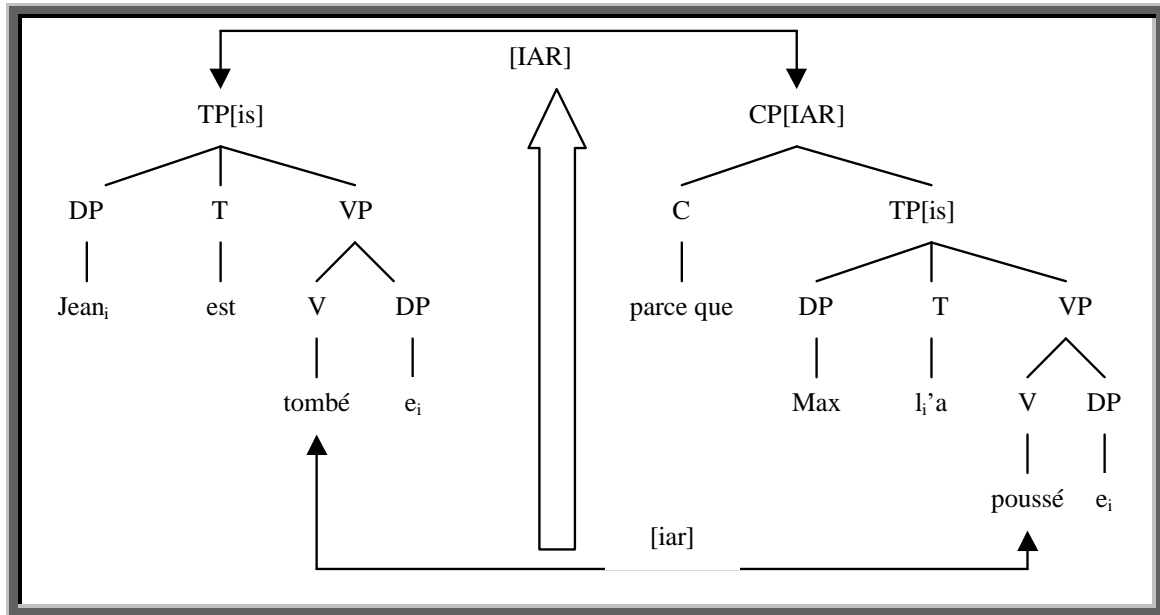 [IAR]
TP[is] CP[IAR]
DP T VP C TP[is]
Jeanᵢ est V DP parce que DP T VP
tombé eᵢ Max lᵢ’a V DP
poussé eᵢ
[iar]